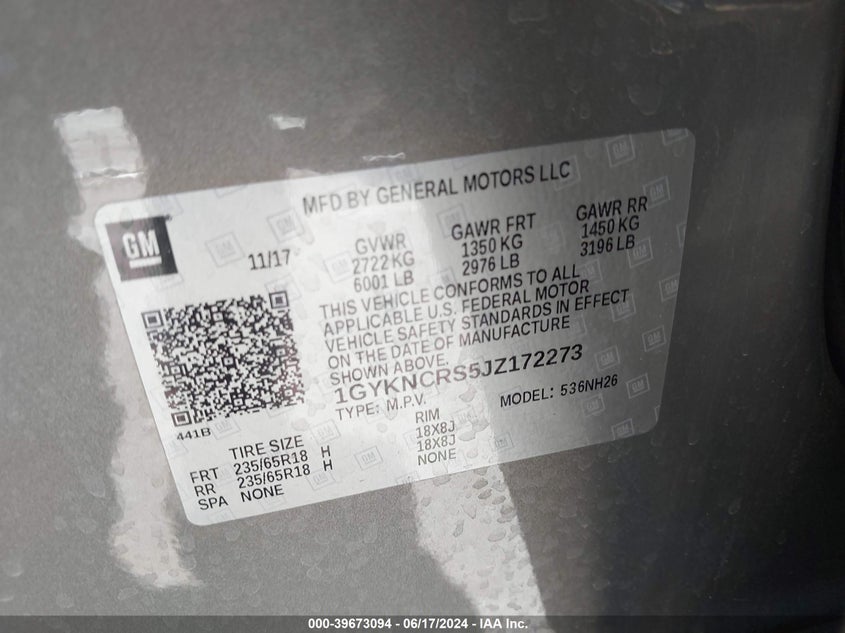 MFD BY GENERAL MOTORS LLC
GM
11/17
GVWR GAWR FRT GAWR RR
2722 KG 1350 KG 1450 KG
6001 LB 2976 LB 3196 LB
THIS VEHICLE CONFORMS TO ALL
APPLICABLE U.S. FEDERAL MOTOR
VEHICLE SAFETY STANDARDS IN EFFECT
ON THE DATE OF MANUFACTURE
SHOWN ABOVE.
1GYKNCRS5JZ172273
TYPE: M.P.V. MODEL: 536NH26
441B
TIRE SIZE RIM
FRT 235/65R18 H 18X8J
RR 235/65R18 H 18X8J
SPA NONE NONE
000-39673094 - 06/17/2024 - IAA Inc.